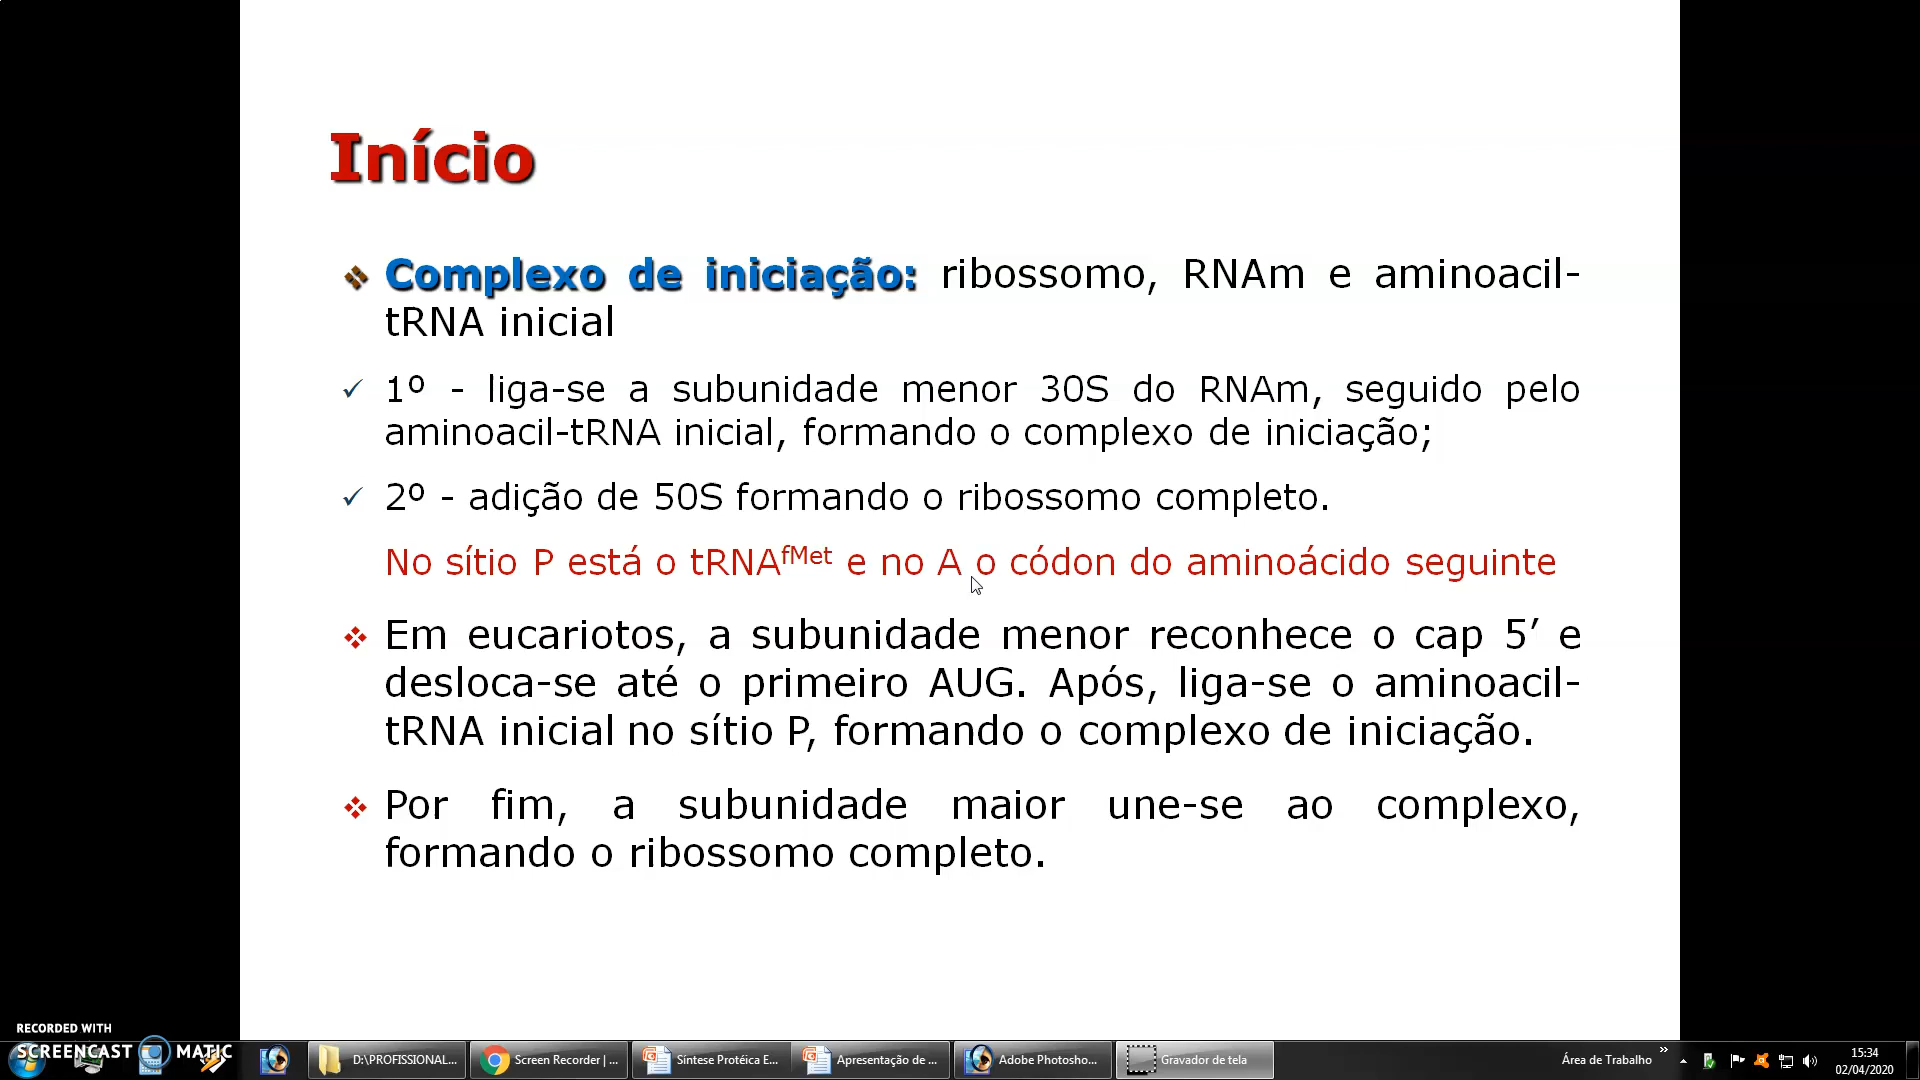 Início
Complexo de iniciação: ribossomo, RNAm e aminoacil-
tRNA inicial
1º - liga-se a subunidade menor 30S do RNAm, seguido pelo
aminoacil-tRNA inicial, formando o complexo de iniciação;
2º - adição de 50S formando o ribossomo completo.
No sítio P está o tRNAfMet e no A o códon do aminoácido seguinte
Em eucariotos, a subunidade menor reconhece o cap 5’ e
desloca-se até o primeiro AUG. Após, liga-se o aminoacil-
tRNA inicial no sítio P, formando o complexo de iniciação.
Por fim, a subunidade maior une-se ao complexo,
formando o ribossomo completo.
RECORDED WITH
SCREENCAST MATIC
D:\PROFISSIONAL... Screen Recorder | ... Síntese Protéica E... Apresentação de ... Adobe Photosho... Gravador de tela Área de Trabalho » 15:34
02/04/2020